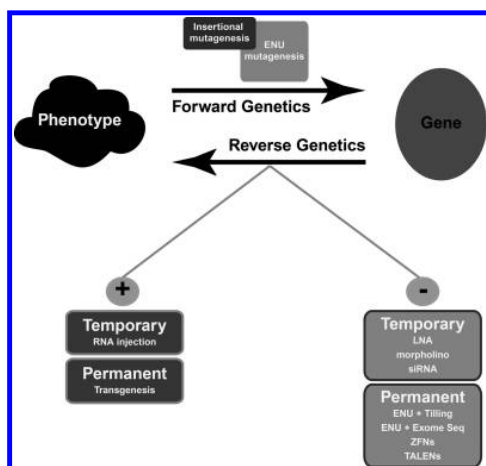 Insertional
mutagenesis
ENU
mutagenesis
Phenotype
Forward Genetics
Gene
Reverse Genetics
+
Temporary
RNA injection
Permanent
Transgenesis
-
Temporary
LNA
morpholino
siRNA
Permanent
ENU + Tilling
ENU + Exome Seq
ZFNs
TALENs